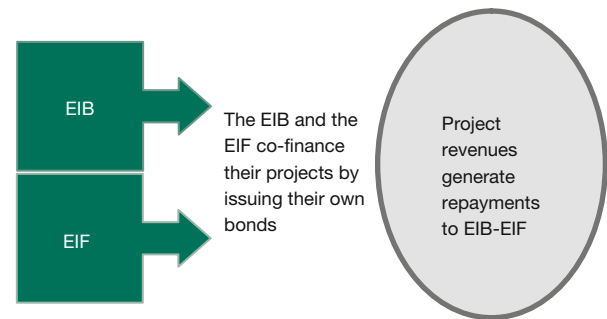 EIB
EIF
The EIB and the
EIF co-finance
their projects by
issuing their own
bonds
Project
revenues
generate
repayments
to EIB-EIF